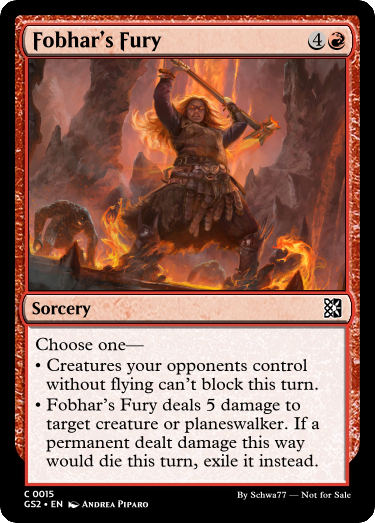 Fobhar's Fury 4
Sorcery
Choose one—
• Creatures your opponents control
without flying can't block this turn.
• Fobhar's Fury deals 5 damage to
target creature or planeswalker. If a
permanent dealt damage this way
would die this turn, exile it instead.
C 0015
GS2 • EN Andrea Piparo
By Schwa77 — Not for Sale